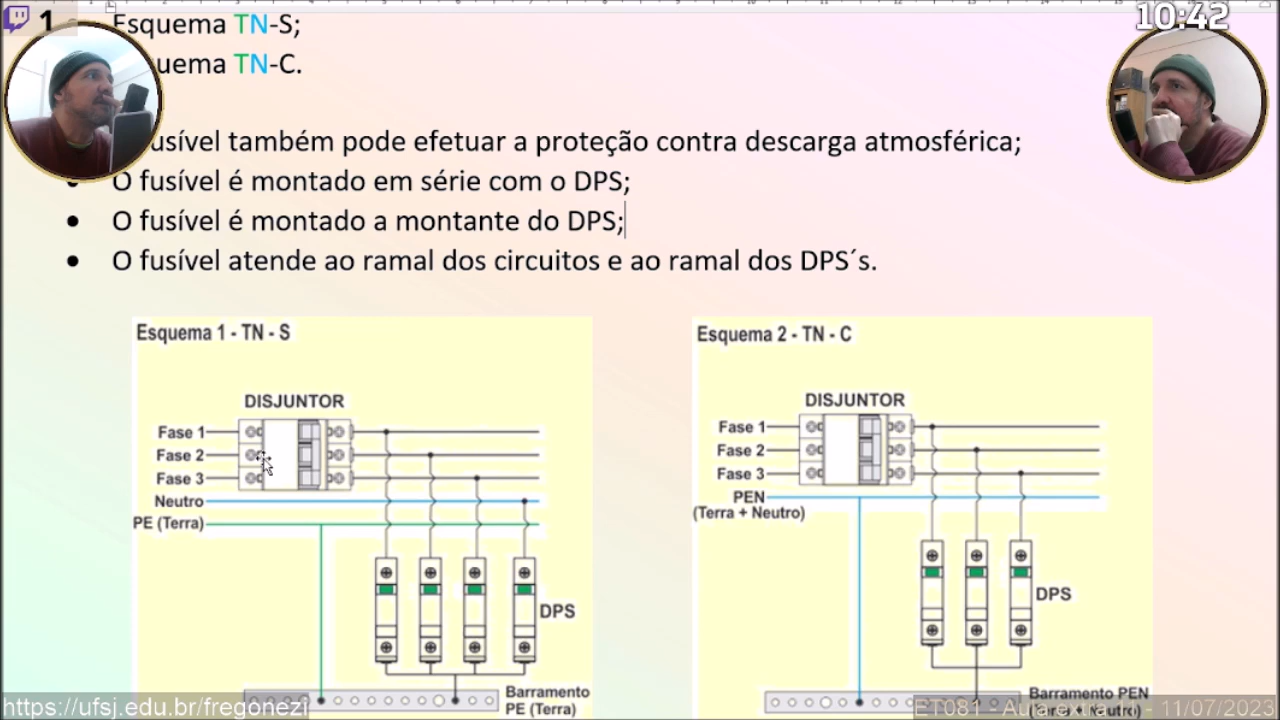 1
10:42
Esquema TN-S;
uema TN-C.
usível também pode efetuar a proteção contra descarga atmosférica;
• O fusível é montado em série com o DPS;
• O fusível é montado a montante do DPS;
• O fusível atende ao ramal dos circuitos e ao ramal dos DPS´s.
Esquema 1 - TN - S
DISJUNTOR
Fase 1
Fase 2
Fase 3
Neutro
PE (Terra)
DPS
Barramento
PE (Terra)
Esquema 2 - TN - C
DISJUNTOR
Fase 1
Fase 2
Fase 3
PEN
(Terra + Neutro)
DPS
Barramento PEN
(Terra + Neutro)
https://ufsj.edu.br/fregonezi
- 11/07/2023